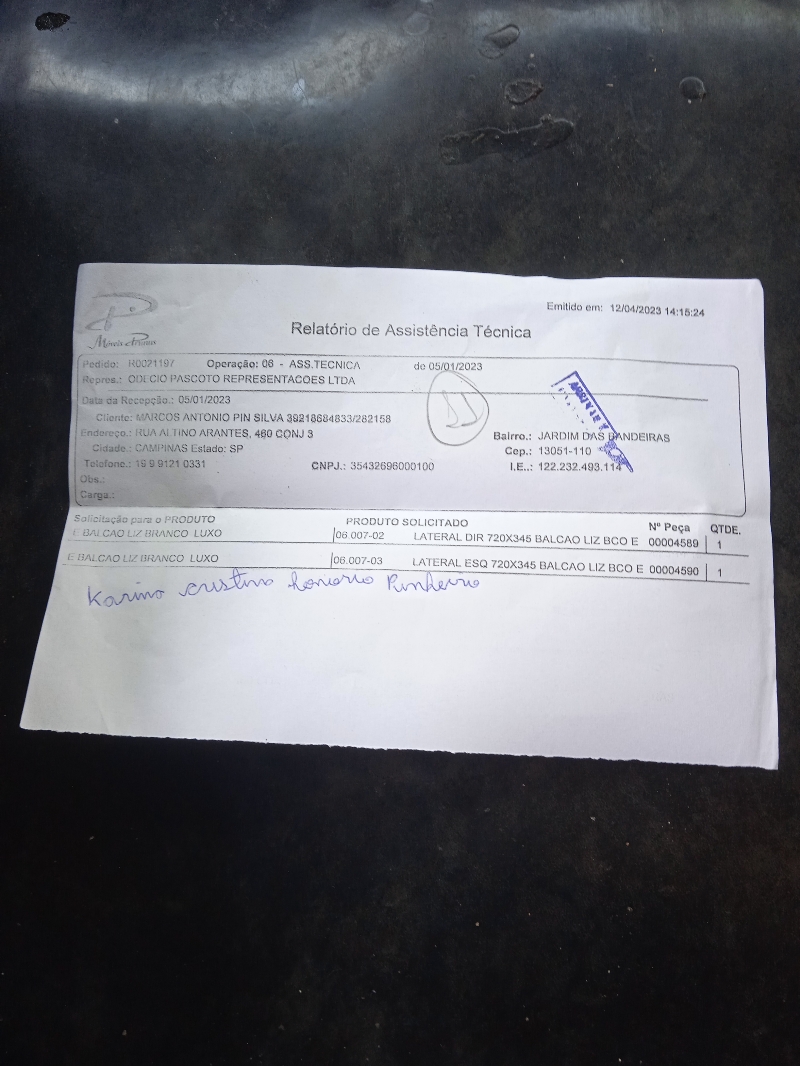 Emitido em: 12/04/2023 14:15:24
Relatório de Assistência Técnica
Pedido: R0021197 Operação: 06 - ASS.TECNICA de 05/01/2023
Repres.: ODECIO PASCOTO REPRESENTACOES LTDA
Data da Recepção.: 05/01/2023
Cliente: MARCOS ANTONIO PIN SILVA 39218684833/282158
Endereço.: RUA ALTINO ARANTES, 460 CONJ 3 Bairro.: JARDIM DAS BANDEIRAS
Cidade.: CAMPINAS Estado: SP Cep.: 13051-110
Telefone.: 19 9 9121 0331 CNPJ.: 35432696000100 I.E..: 122.232.493.114
Obs.:
Carga.:
Solicitação para o PRODUTO PRODUTO SOLICITADO Nº Peça QTDE.
E BALCAO LIZ BRANCO LUXO 06.007-02 LATERAL DIR 720X345 BALCAO LIZ BCO E 00004589 1
E BALCAO LIZ BRANCO LUXO 06.007-03 LATERAL ESQ 720X345 BALCAO LIZ BCO E 00004590 1
Karina cristina honorio Pinheiro